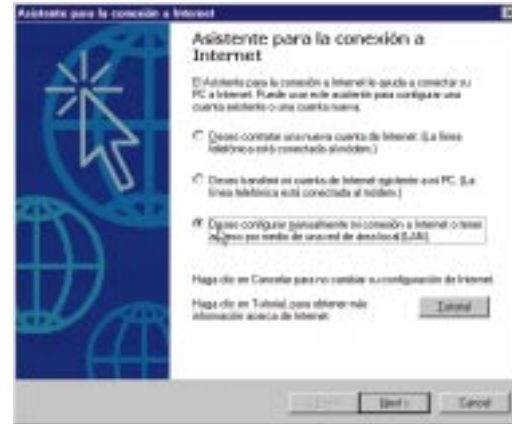 Asistente para la conexión a Internet
Asistente para la conexión a
Internet
El Asistente para la conexión a Internet le ayuda a conectar su
PC a Internet. Puede usar este asistente para configurar una
cuenta existente o una cuenta nueva.
Deseo contratar una nueva cuenta de Internet. (La línea
telefónica está conectada al módem.)
Deseo transferir mi cuenta de Internet existente a mi PC. (La
línea telefónica está conectada al módem.)
Deseo configurar manualmente mi conexión a Internet o tener
acceso por medio de una red de área local (LAN).
Haga clic en Cancelar para no cambiar su configuración de Internet
Haga clic en Tutorial, para obtener más
información acerca de Internet
Tutorial
Next >
Cancel